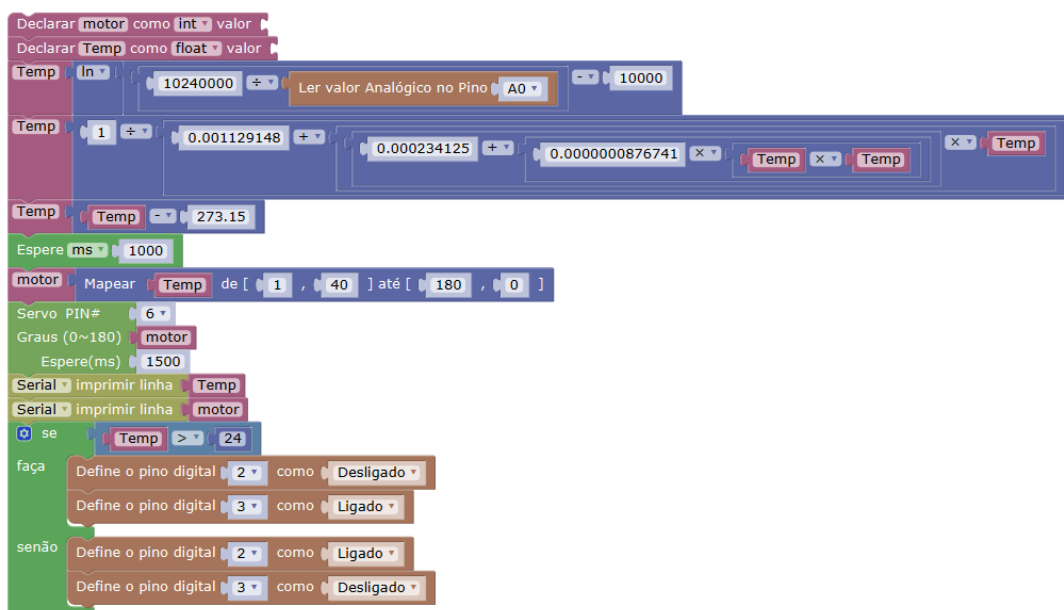 Declarar motor como int valor
Declarar Temp como float valor
Temp ln 10240000 ÷ Ler valor Analógico no Pino A0 - 10000
Temp 1 ÷ 0.001129148 + 0.000234125 + 0.0000000876741 × Temp × Temp × Temp
Temp Temp - 273.15
Espere ms 1000
motor Mapear Temp de [ 1 , 40 ] até [ 180 , 0 ]
Servo PIN# 6
Graus (0~180) motor
Espere(ms) 1500
Serial imprimir linha Temp
Serial imprimir linha motor
se Temp > 24
faça Define o pino digital 2 como Desligado
Define o pino digital 3 como Ligado
senão Define o pino digital 2 como Ligado
Define o pino digital 3 como Desligado